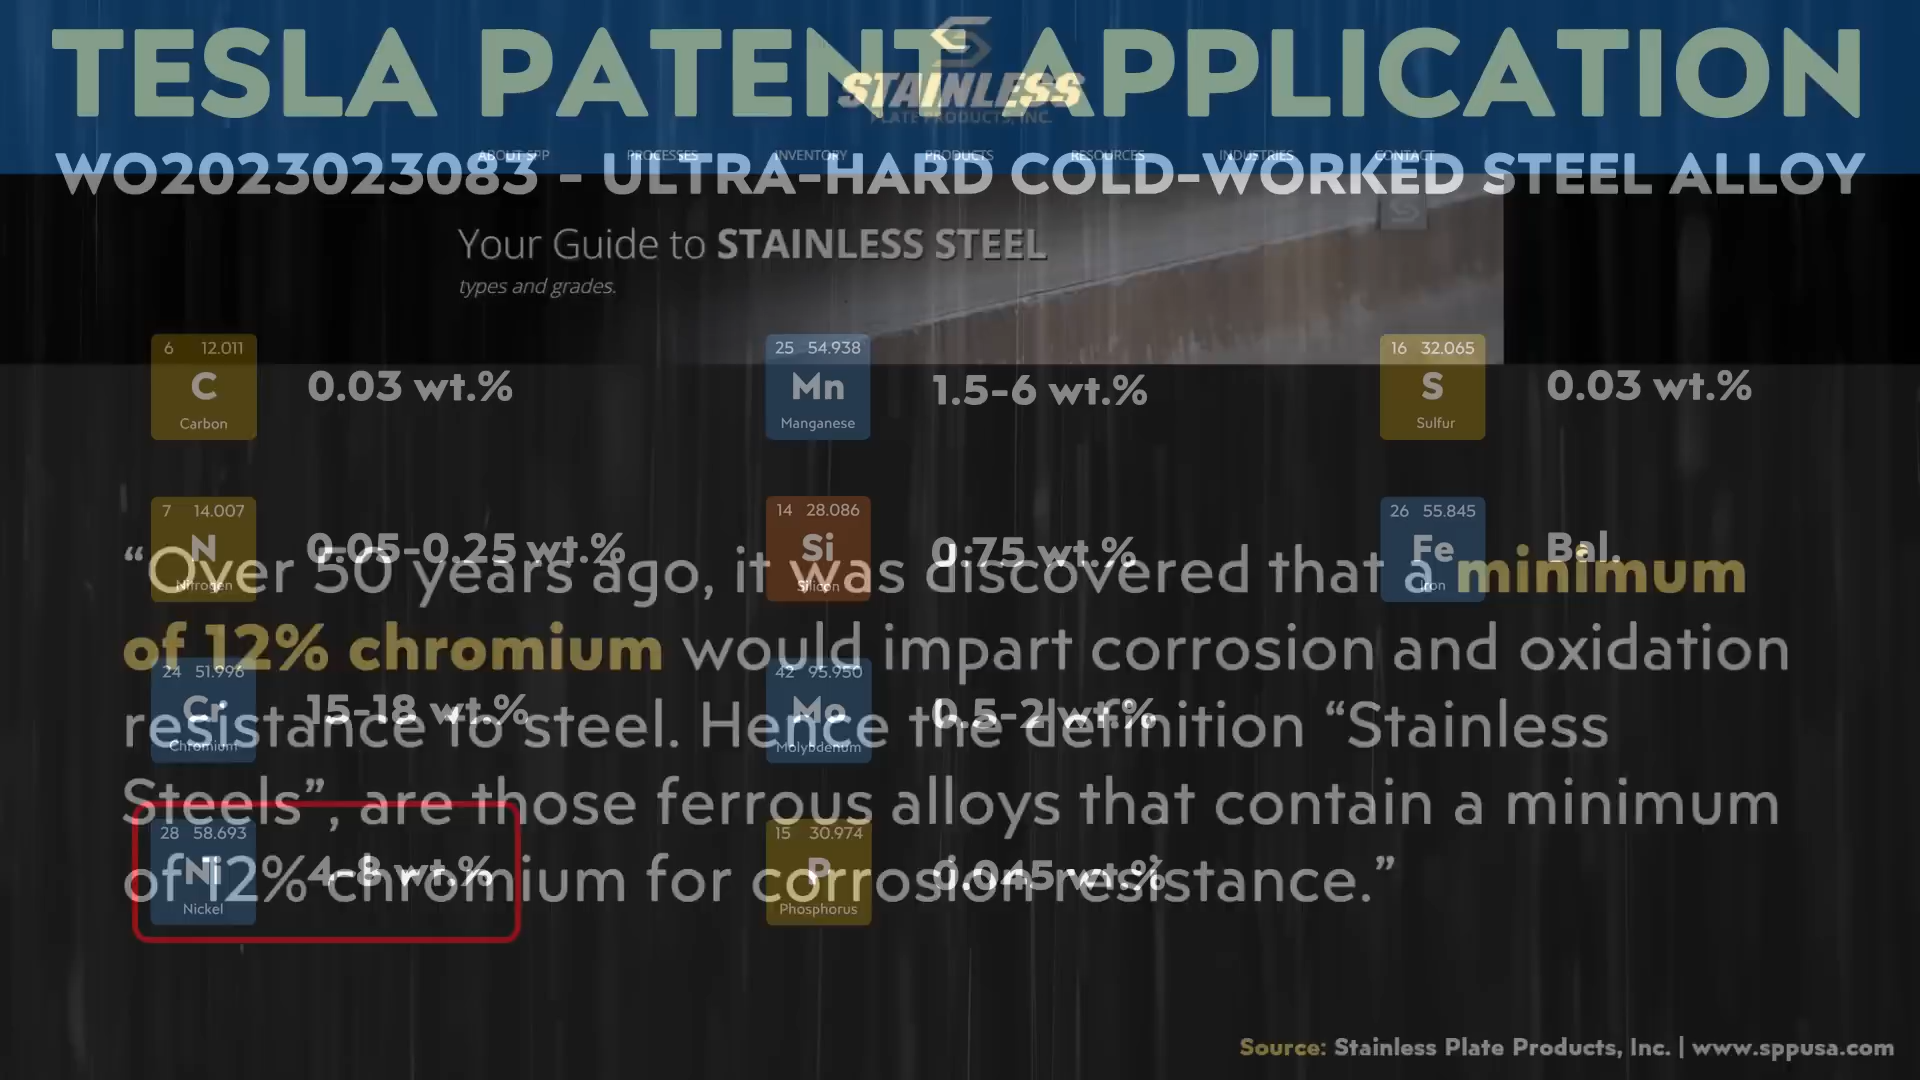 TESLA PATENT APPLICATION
STAINLESS
PLATE PRODUCTS, INC.
ABOUT SPP PROCESSES INVENTORY PRODUCTS RESOURCES INDUSTRIES CONTACT
WO2023023083 - ULTRA-HARD COLD-WORKED STEEL ALLOY
Your Guide to STAINLESS STEEL
types and grades.
6 12.011
C
Carbon
0.03 wt.%
25 54.938
Mn
Manganese
1.5-6 wt.%
16 32.065
S
Sulfur
0.03 wt.%
7 14.007
N
Nitrogen
0.05-0.25 wt.%
14 28.086
Si
Silicon
0.75 wt.%
26 55.845
Fe
Iron
Bal.
24 51.996
Cr
Chromium
15-18 wt.%
42 95.950
Mo
Molybdenum
0.5-2 wt.%
28 58.693
Ni
Nickel
4-8 wt.%
15 30.974
P
Phosphorus
0.045 wt.%
“Over 50 years ago, it was discovered that a minimum
of 12% chromium would impart corrosion and oxidation
resistance to steel. Hence the definition “Stainless
Steels”, are those ferrous alloys that contain a minimum
of 12% chromium for corrosion resistance.”
Source: Stainless Plate Products, Inc. | www.sppusa.com